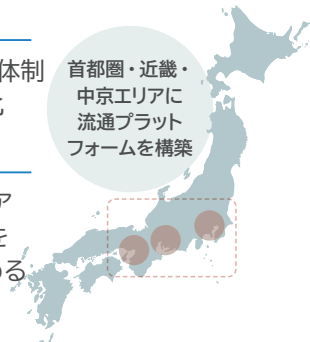 体制
首都圏・近畿・
中京エリアに
流通プラット
フォームを構築
ア
を
める